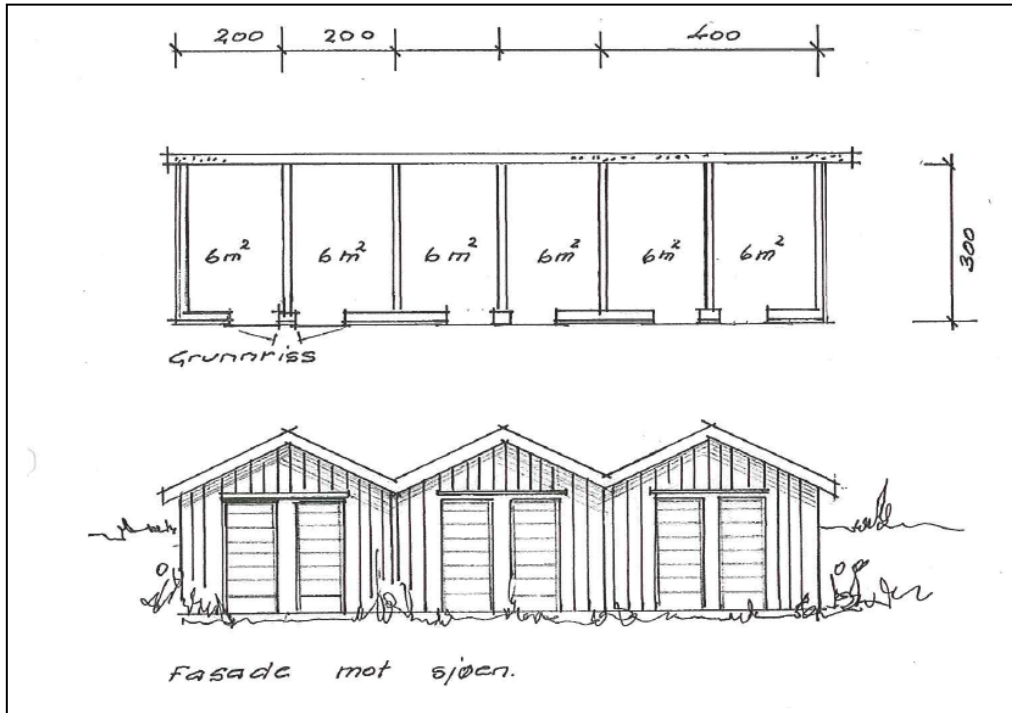 200 200 400
6m² 6m² 6m² 6m² 6m² 6m²
300
Grunnriss
Fasade mot sjøen.